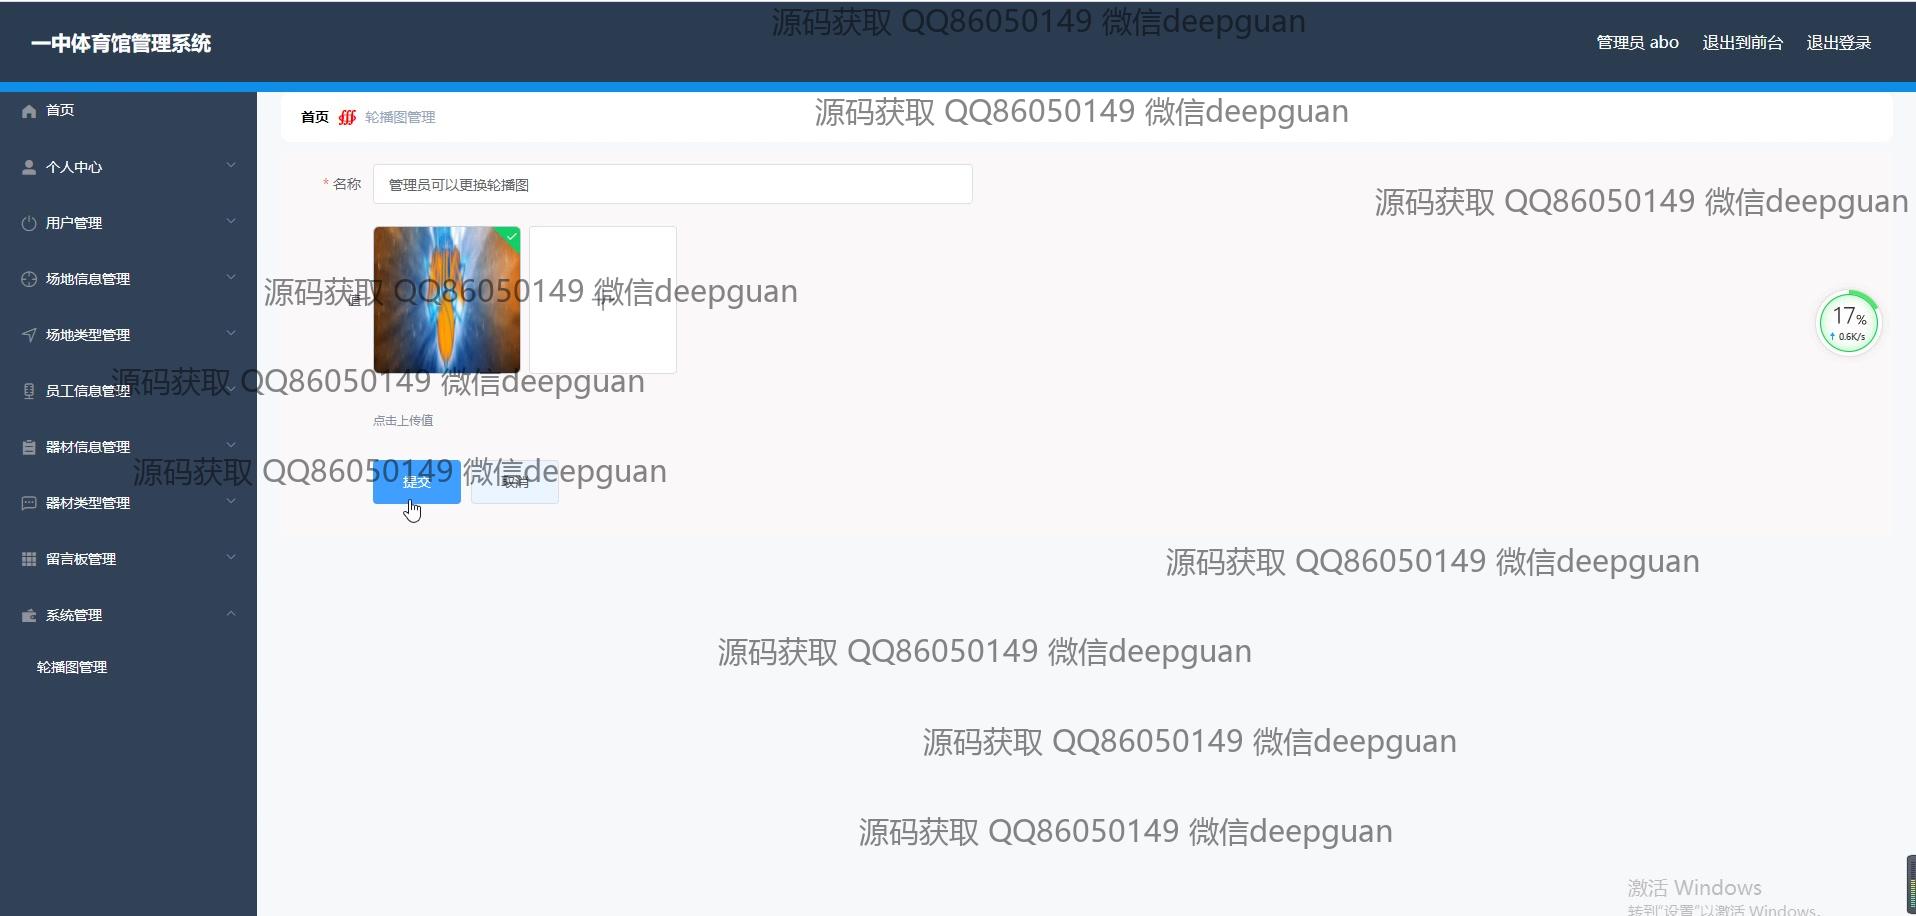 源码获取 QQ86050149 微信deepguan
一中体育馆管理系统
管理员 abo 退出到前台 退出登录
首页
首页 轮播图管理
源码获取 QQ86050149 微信deepguan
个人中心
* 名称 管理员可以更换轮播图
源码获取 QQ86050149 微信deepguan
用户管理
场地信息管理
值
源码获取 QQ86050149 微信deepguan
17%
0.6K/s
场地类型管理
源码获取 QQ86050149 微信deepguan
员工信息管理
点击上传值
器材信息管理
源码获取 QQ86050149 微信deepguan
提交 取消
器材类型管理
留言板管理
源码获取 QQ86050149 微信deepguan
系统管理
源码获取 QQ86050149 微信deepguan
轮播图管理
源码获取 QQ86050149 微信deepguan
源码获取 QQ86050149 微信deepguan
激活 Windows
转到"设置"以激活 Windows。